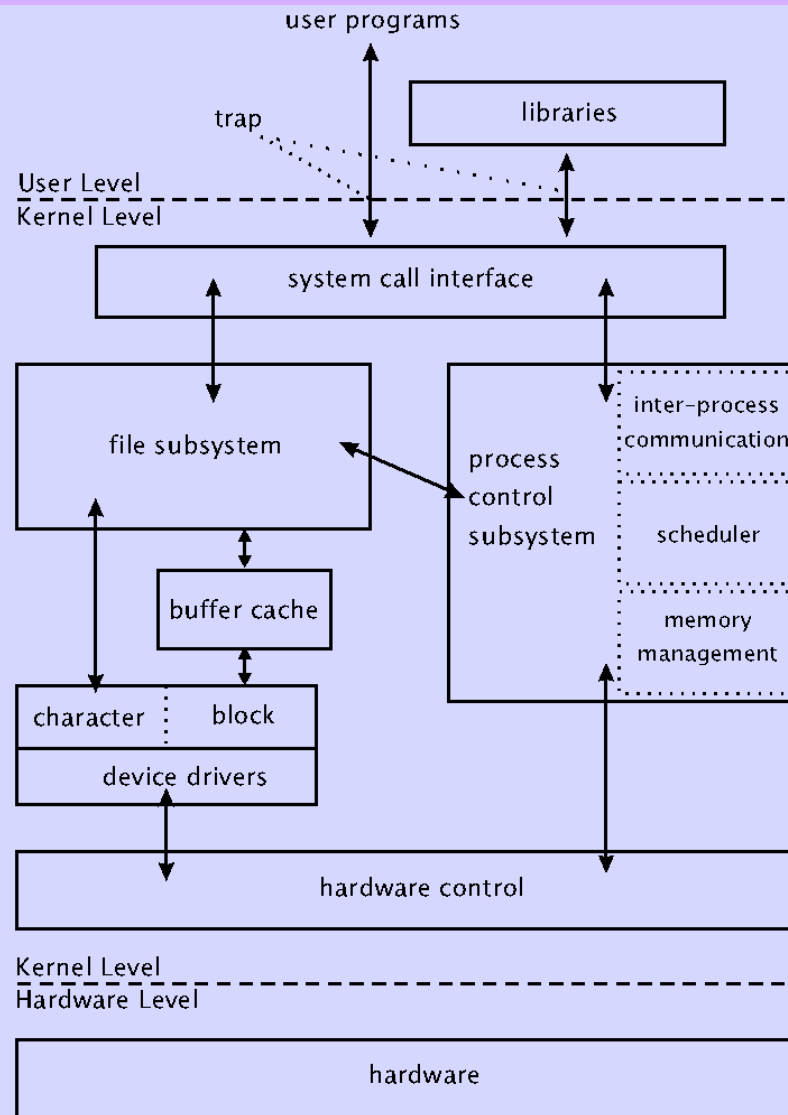 user programs
libraries
trap
User Level
Kernel Level
system call interface
file subsystem
process
control
subsystem
inter-process
communication
scheduler
memory
management
buffer cache
character
block
device drivers
hardware control
Kernel Level
Hardware Level
hardware